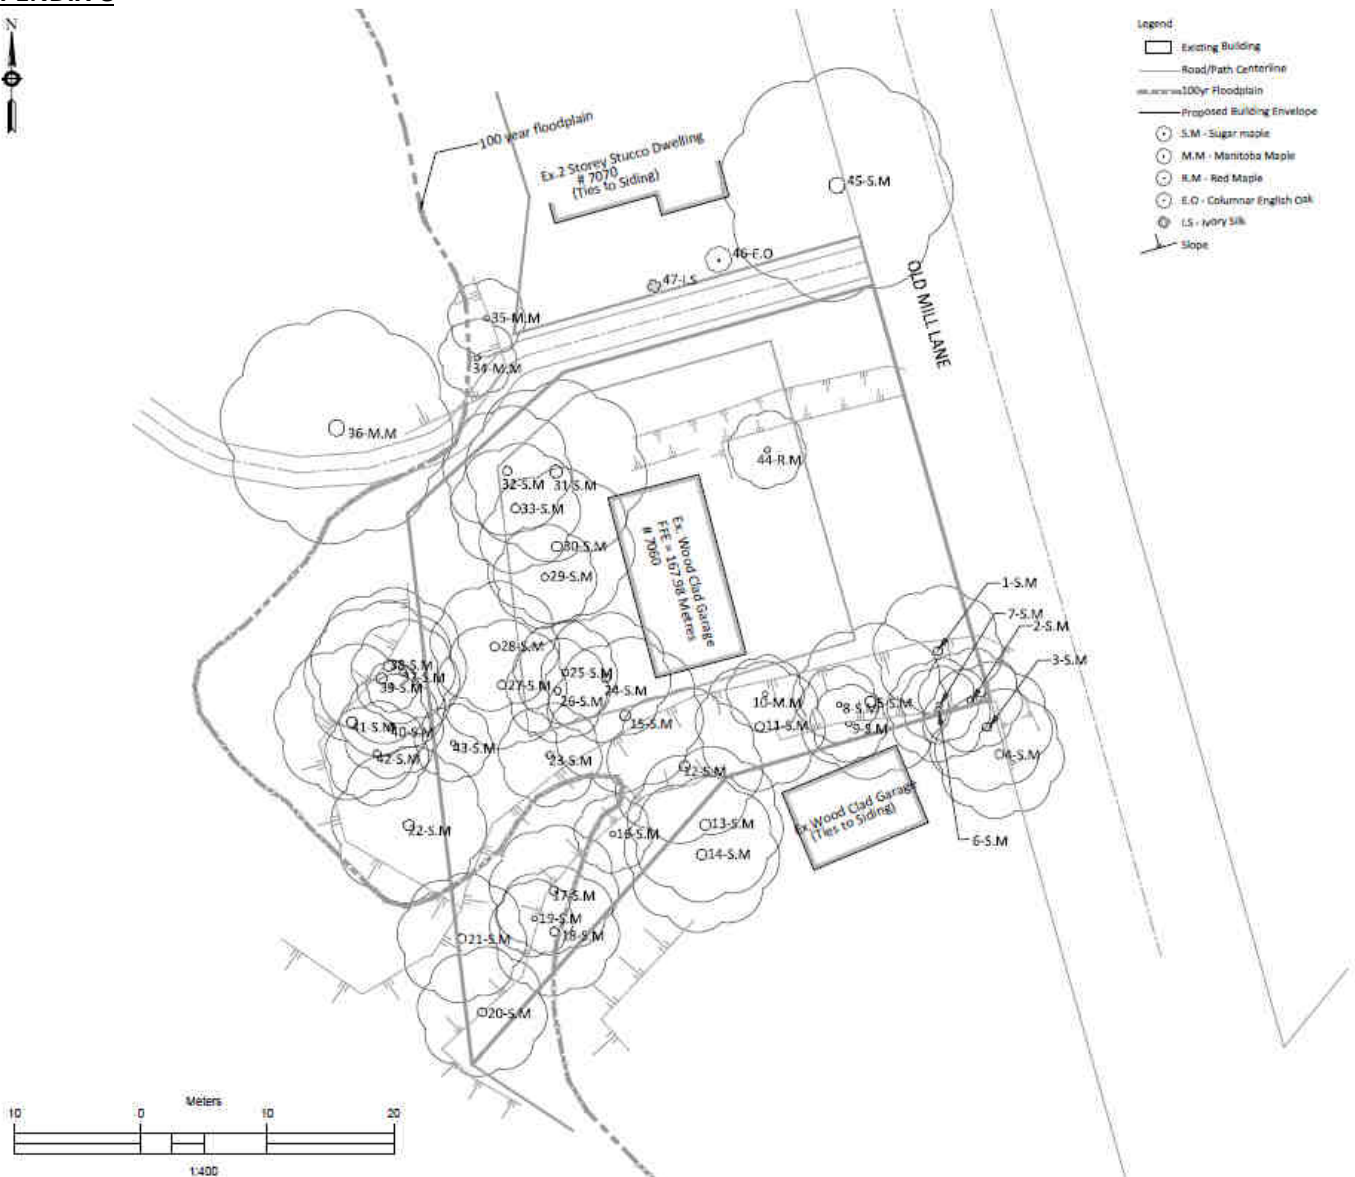 N
Legend
Existing Building
Road/Path Centerline
100yr Floodplain
Proposed Building Envelope
S.M - Sugar maple
M.M - Manitoba Maple
R.M - Red Maple
E.O - Columnar English Oak
I.S - Ivory Silk
Slope
100 year floodplain
Ex.2 Storey Stucco Dwelling
# 7070
(Ties to Siding)
45-S.M
46-E.O
47-I.S
OLD MILL LANE
35-M.M
34-M.M
36-M.M
44-R.M
32-S.M
31-S.M
33-S.M
30-S.M
29-S.M
Ex. Wood Clad Garage
FFE = 167.98 Metres
# 7060
1-S.M
7-S.M
2-S.M
3-S.M
28-S.M
38-S.M
37-S.M
39-S.M
27-S.M
25-S.M
24-S.M
26-S.M
10-M.M
11-S.M
8-S.M
5-S.M
9-S.M
15-S.M
41-S.M
40-S.M
42-S.M
43-S.M
23-S.M
12-S.M
4-S.M
22-S.M
16-S.M
13-S.M
14-S.M
Ex.Wood Clad Garage
(Ties to Siding)
6-S.M
17-S.M
19-S.M
18-S.M
21-S.M
20-S.M
Meters
10 0 10 20
1:400